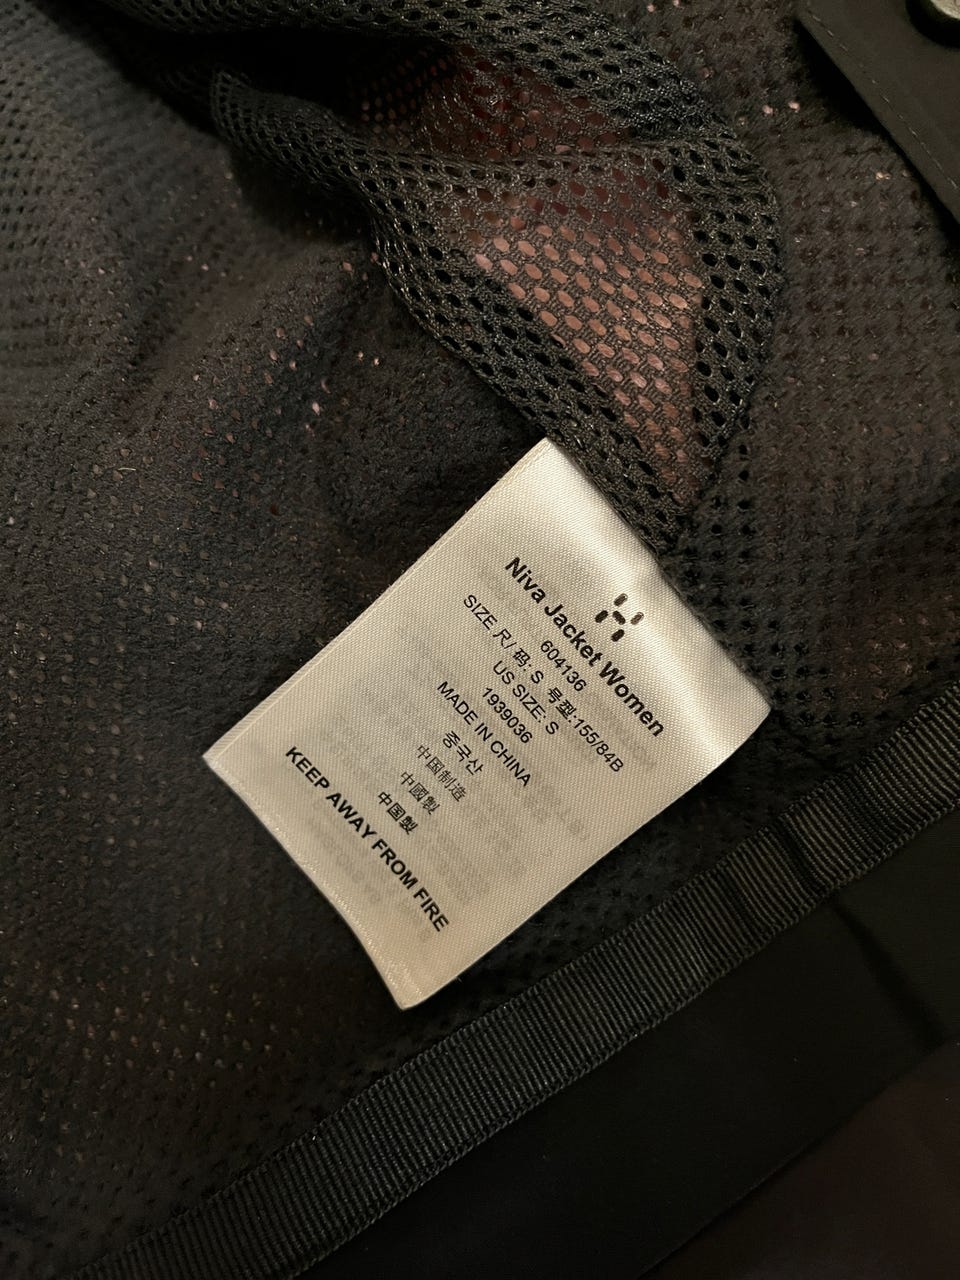 Niva Jacket Women
604136
SIZE 尺/码: S 号型:155/84B
US SIZE: S
1939036
MADE IN CHINA
중국산
中国制造
中國製
中国製
KEEP AWAY FROM FIRE